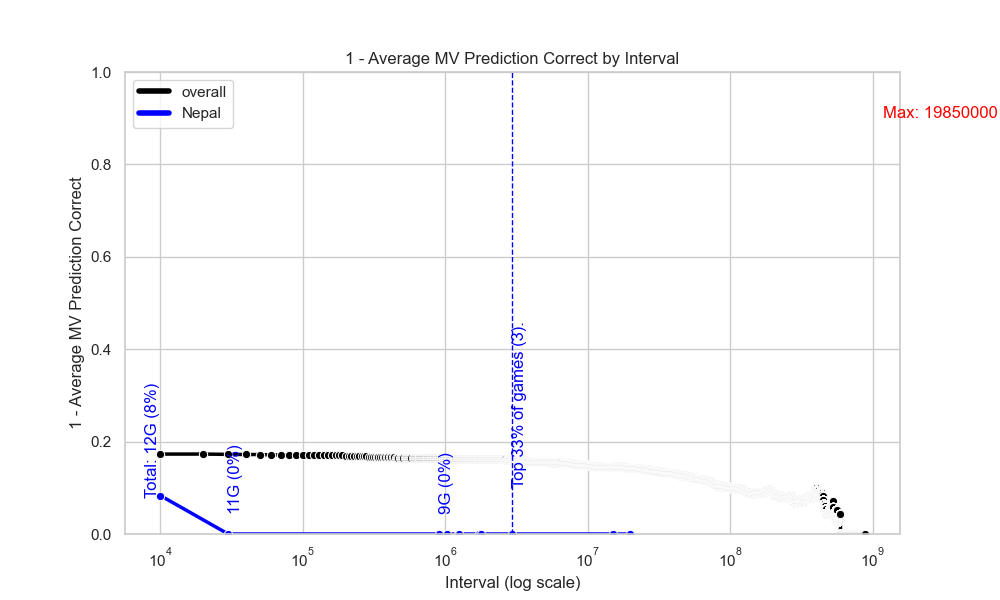 1 - Average MV Prediction Correct by Interval
overall
Nepal
Max: 19850000
1 - Average MV Prediction Correct
1.0
0.8
0.6
0.4
0.2
0.0
Total: 12G (8%)
11G (0%)
9G (0%)
Top 33% of games (3).
10^4
10^5
10^6
10^7
10^8
10^9
Interval (log scale)